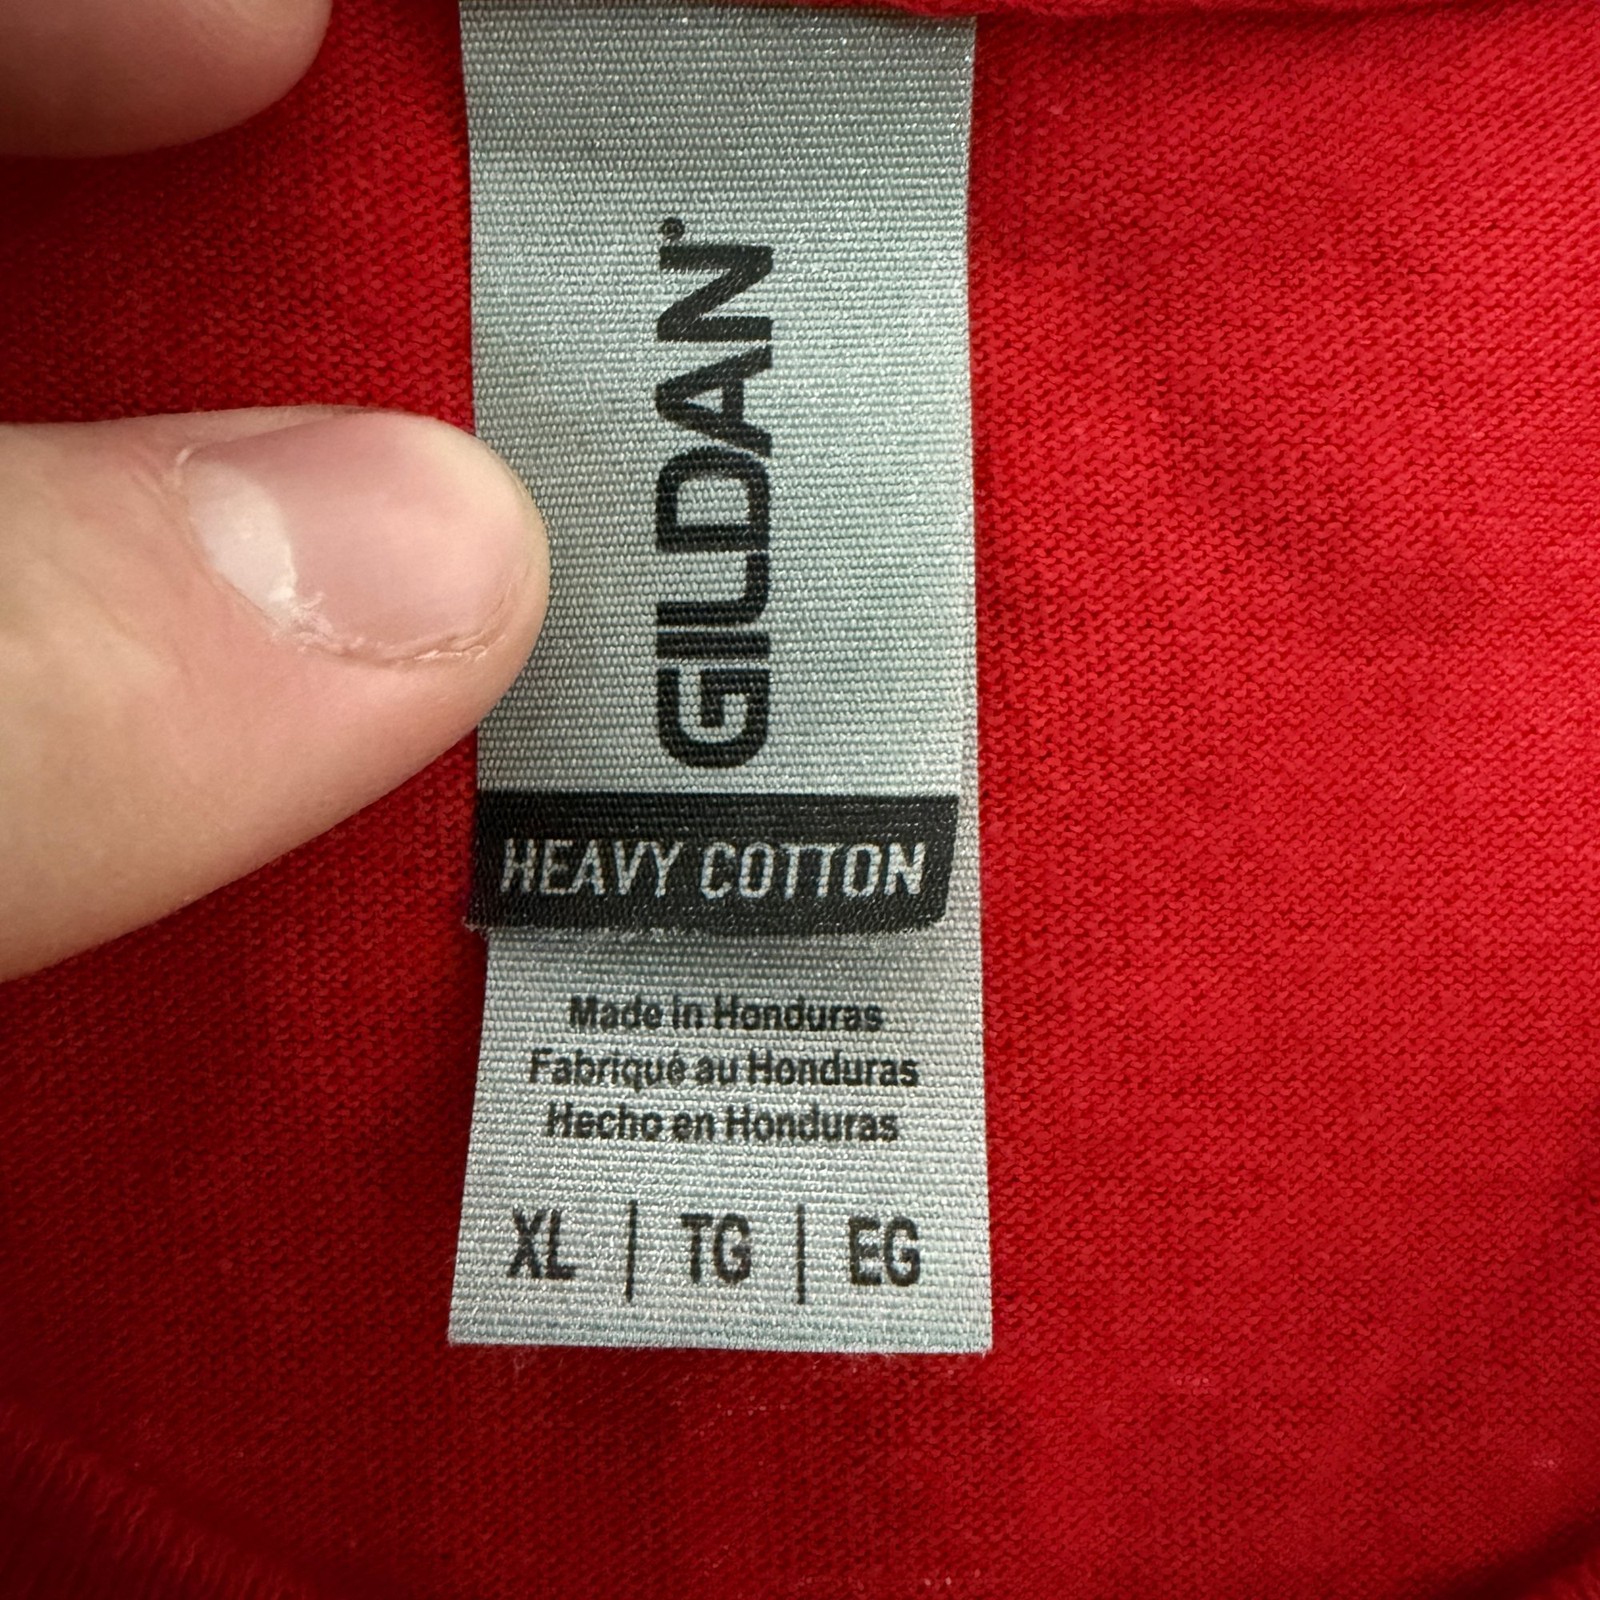 GILDAN®
HEAVY COTTON
Made in Honduras
Fabriqué au Honduras
Hecho en Honduras
XL | TG | EG